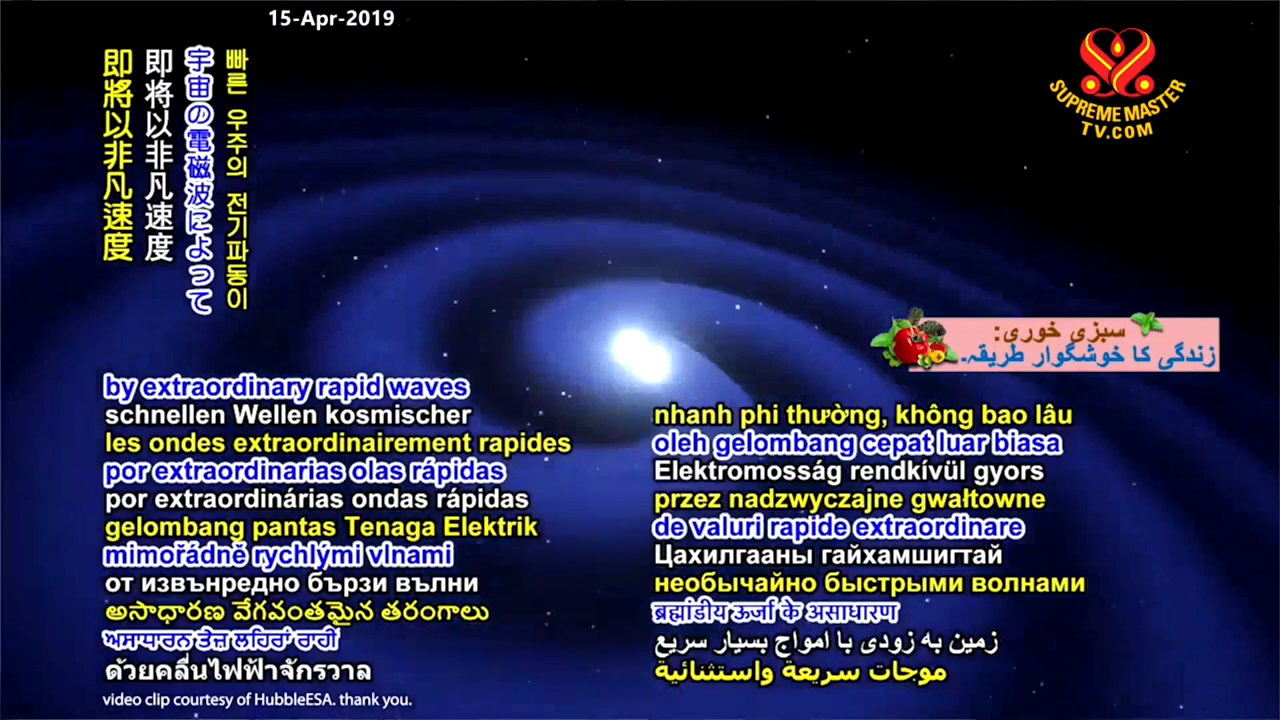 15-Apr-2019
SUPREME MASTER
TV.COM
빠른 우주의 전기파동이
宇宙の電磁波によって
即将以非凡速度
即將以非凡速度
سبزی خوری:
زندگی کا خوشگوار طریقہ۔
by extraordinary rapid waves
schnellen Wellen kosmischer
les ondes extraordinairement rapides
por extraordinarias olas rápidas
por extraordinárias ondas rápidas
gelombang pantas Tenaga Elektrik
mimořádně rychlými vlnami
от извънредно бързи вълни
అసాధారణ వేగవంతమైన తరంగాలు
ਅਸਾਧਾਰਨ ਤੇਜ਼ ਲਹਿਰਾਂ ਰਾਹੀਂ
ด้วยคลื่นไฟฟ้าจักรวาล
nhanh phi thường, không bao lâu
oleh gelombang cepat luar biasa
Elektromosság rendkívül gyors
przez nadzwyczajne gwałtowne
de valuri rapide extraordinare
Цахилгааны гайхамшигтай
необычайно быстрыми волнами
ब्रह्मांडीय ऊर्जा के असाधारण
زمین به زودی با امواج بسیار سریع
موجات سريعة واستثنائية
video clip courtesy of HubbleESA. thank you.